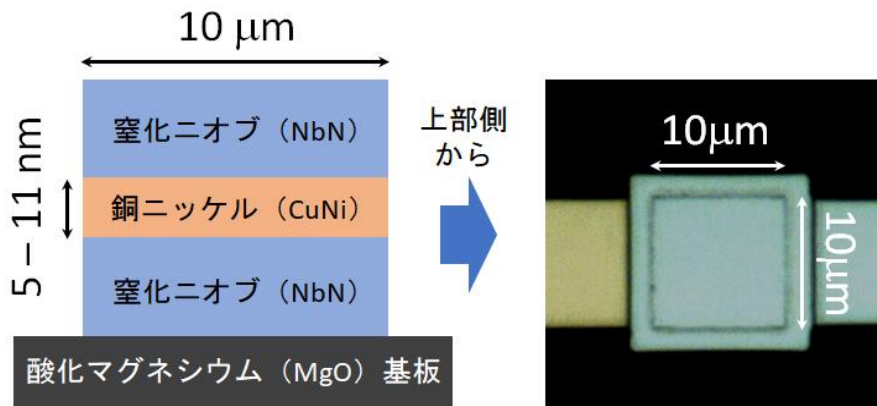 10 μm
窒化ニオブ（NbN）
5 – 11 nm
銅ニッケル（CuNi）
窒化ニオブ（NbN）
酸化マグネシウム（MgO）基板
上部側
から
10μm
10μm